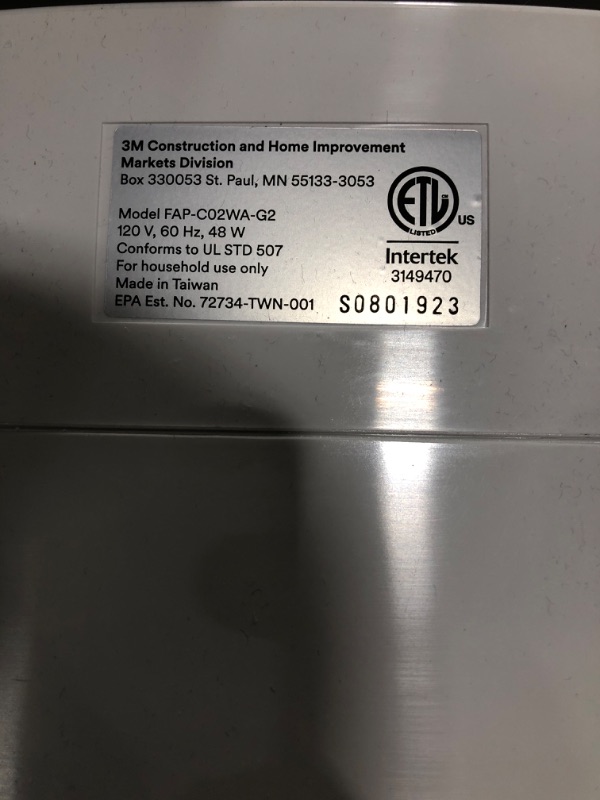 3M Construction and Home Improvement
Markets Division
Box 330053 St. Paul, MN 55133-3053
Model FAP-C02WA-G2
120 V, 60 Hz, 48 W
Conforms to UL STD 507
For household use only
Made in Taiwan
EPA Est. No. 72734-TWN-001
S0801923
ETL
CM
US
LISTED
Intertek
3149470